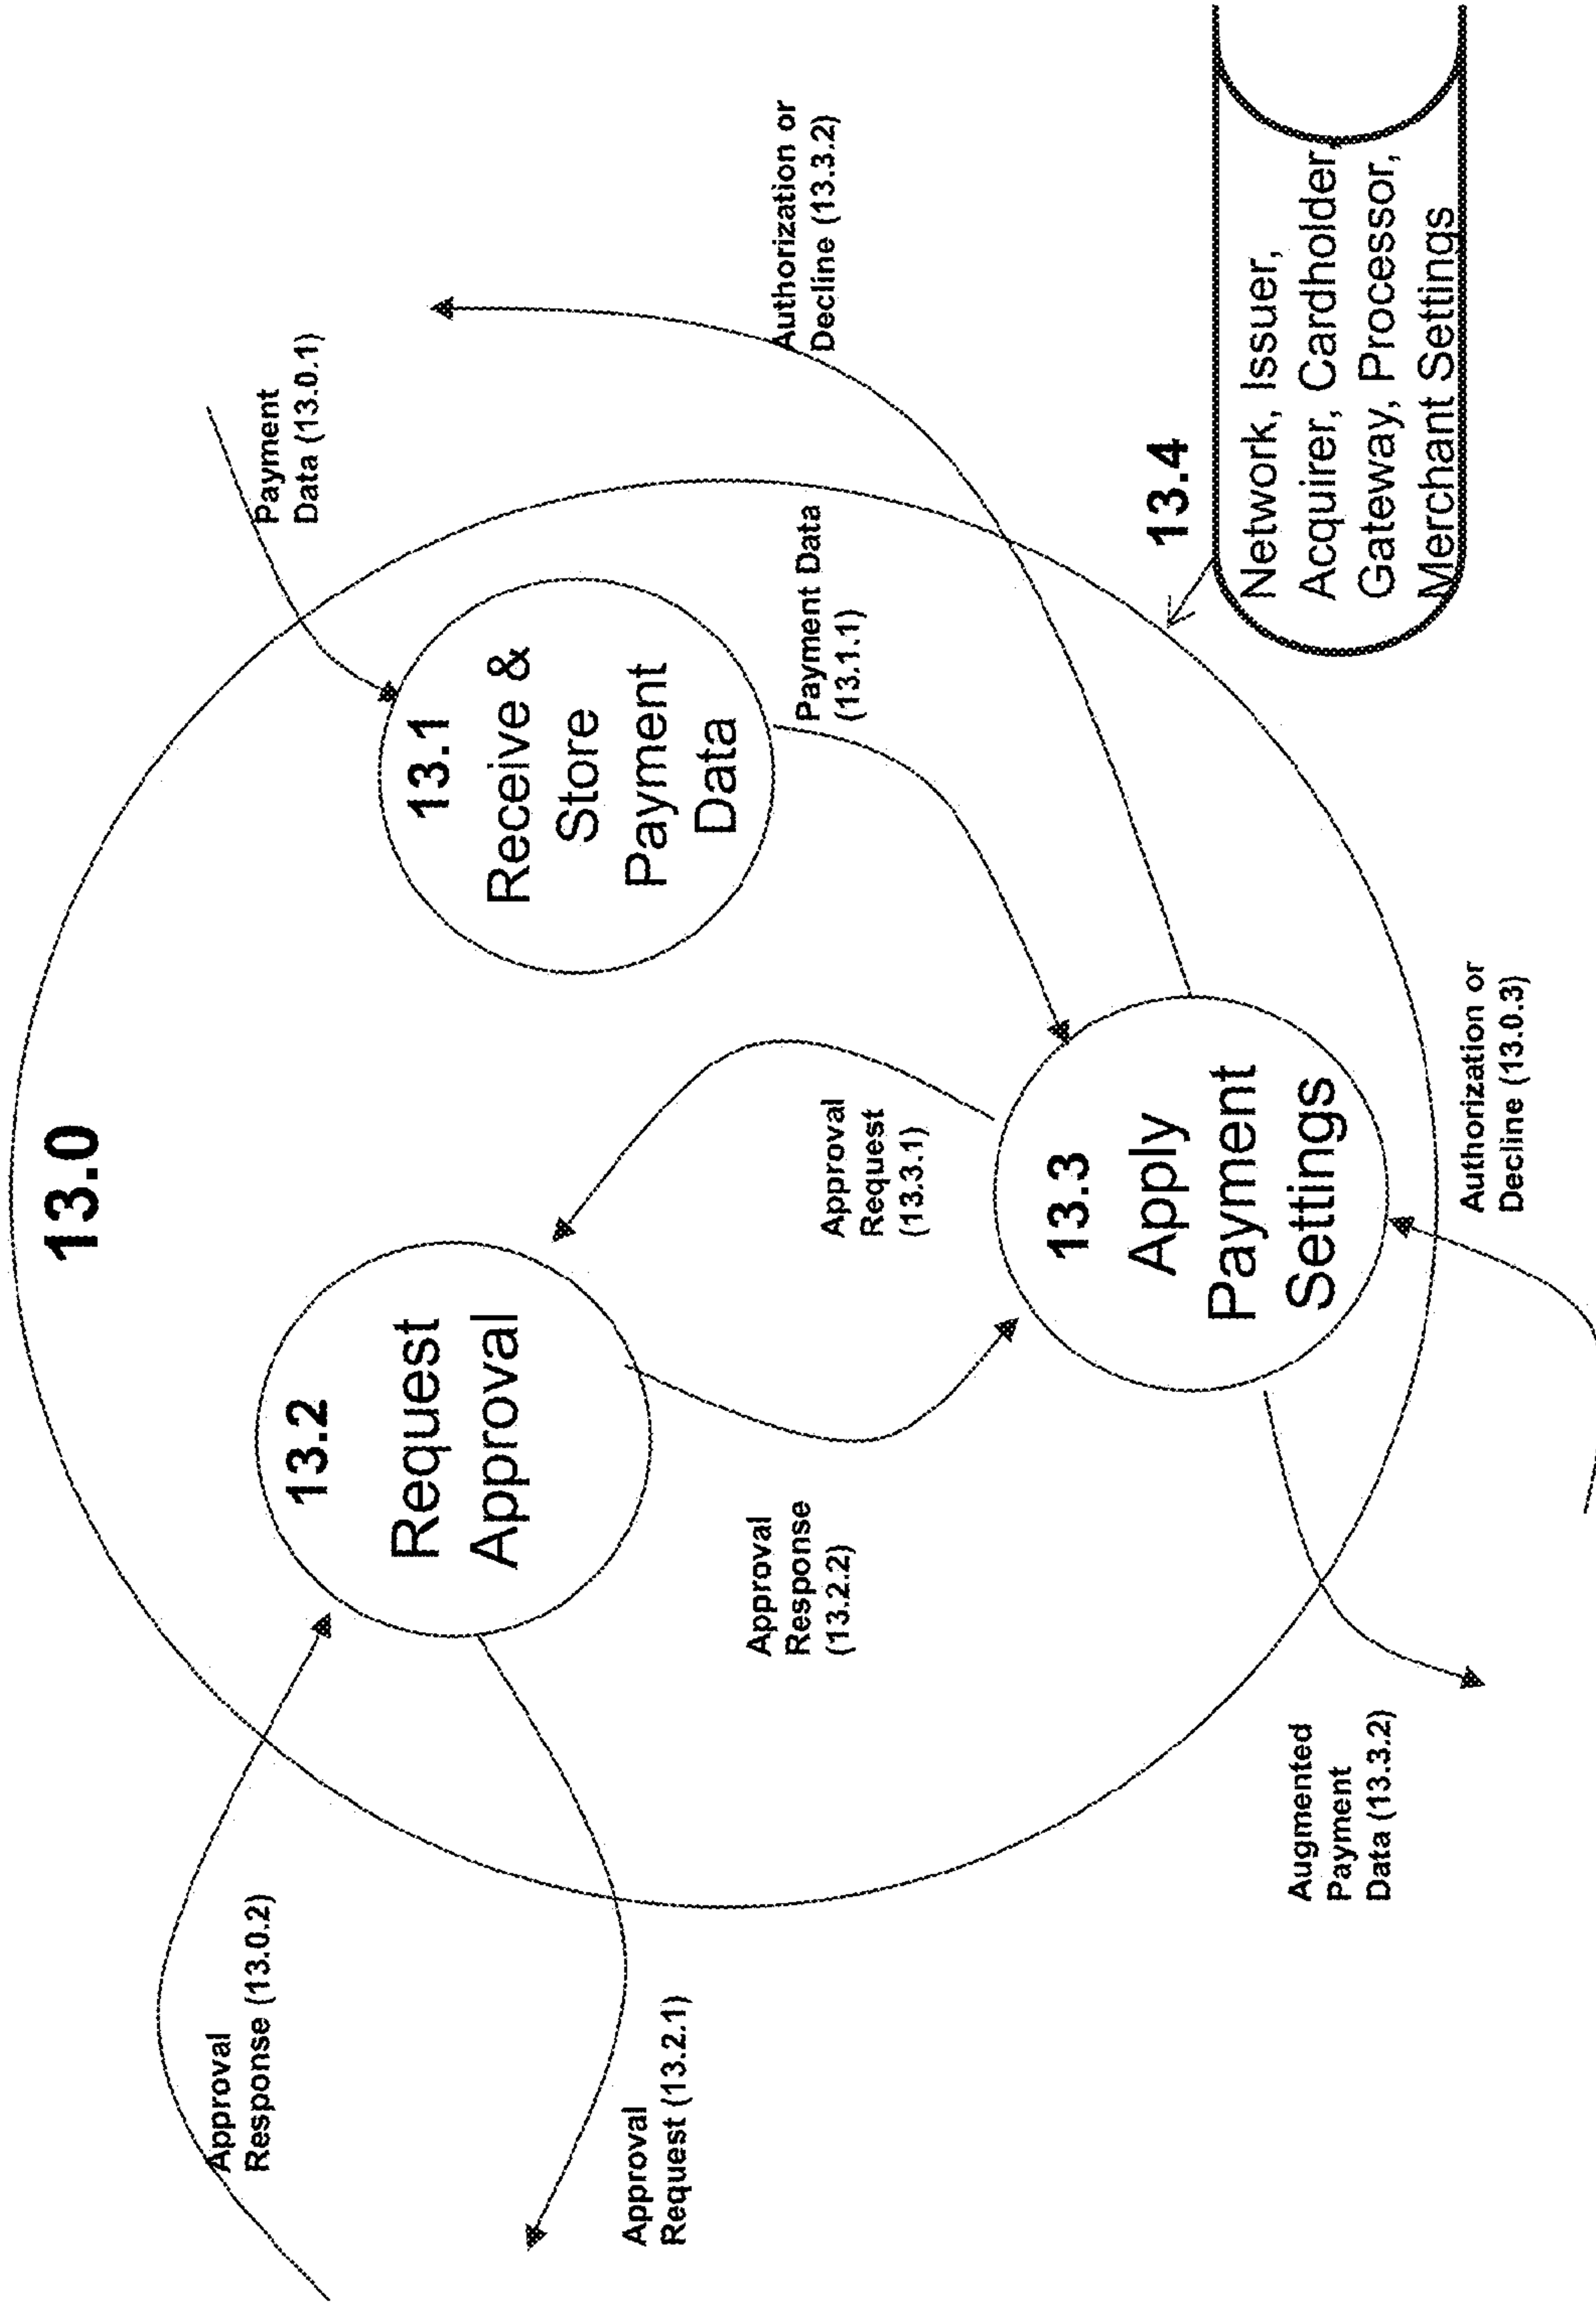 13.0
Approval
Response (13.0.2)
13.2
Request
Approval
Approval
Request (13.2.1)
Payment
Data (13.0.1)
13.1
Receive &
Store
Payment
Data
Approval
Response
(13.2.2)
Approval
Request
(13.3.1)
Payment Data
(13.1.1)
Authorization or
Decline (13.3.2)
13.3
Apply
Payment
Settings
13.4
Network, Issuer,
Acquirer, Cardholder,
Gateway, Processor,
Merchant Settings
Augmented
Payment
Data (13.3.2)
Authorization or
Decline (13.0.3)